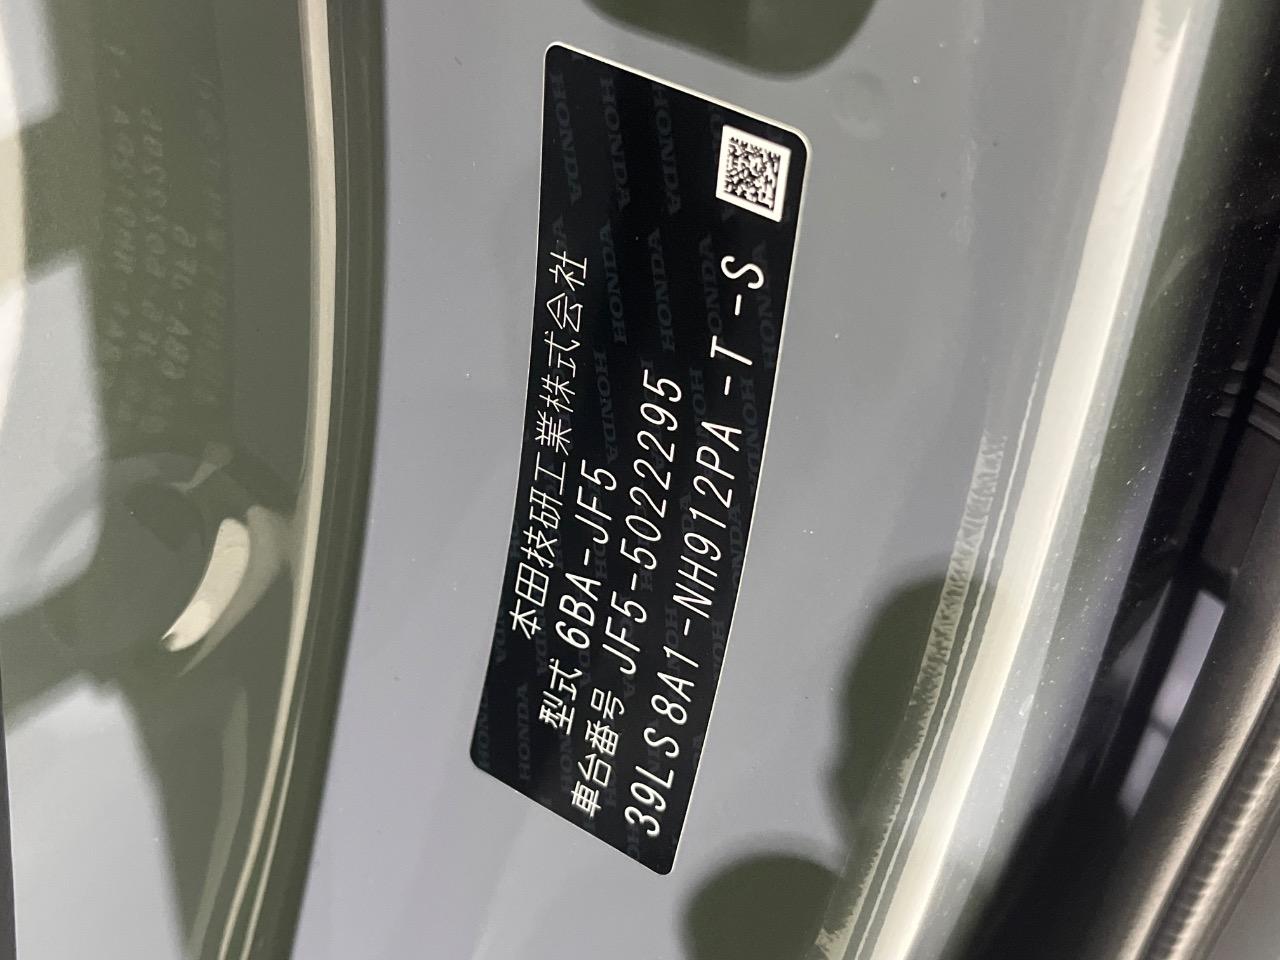 本田技研工業株式会社
型式 6BA-JF5
車台番号 JF5-5022295
39LS8A1-NH912PA-T-S